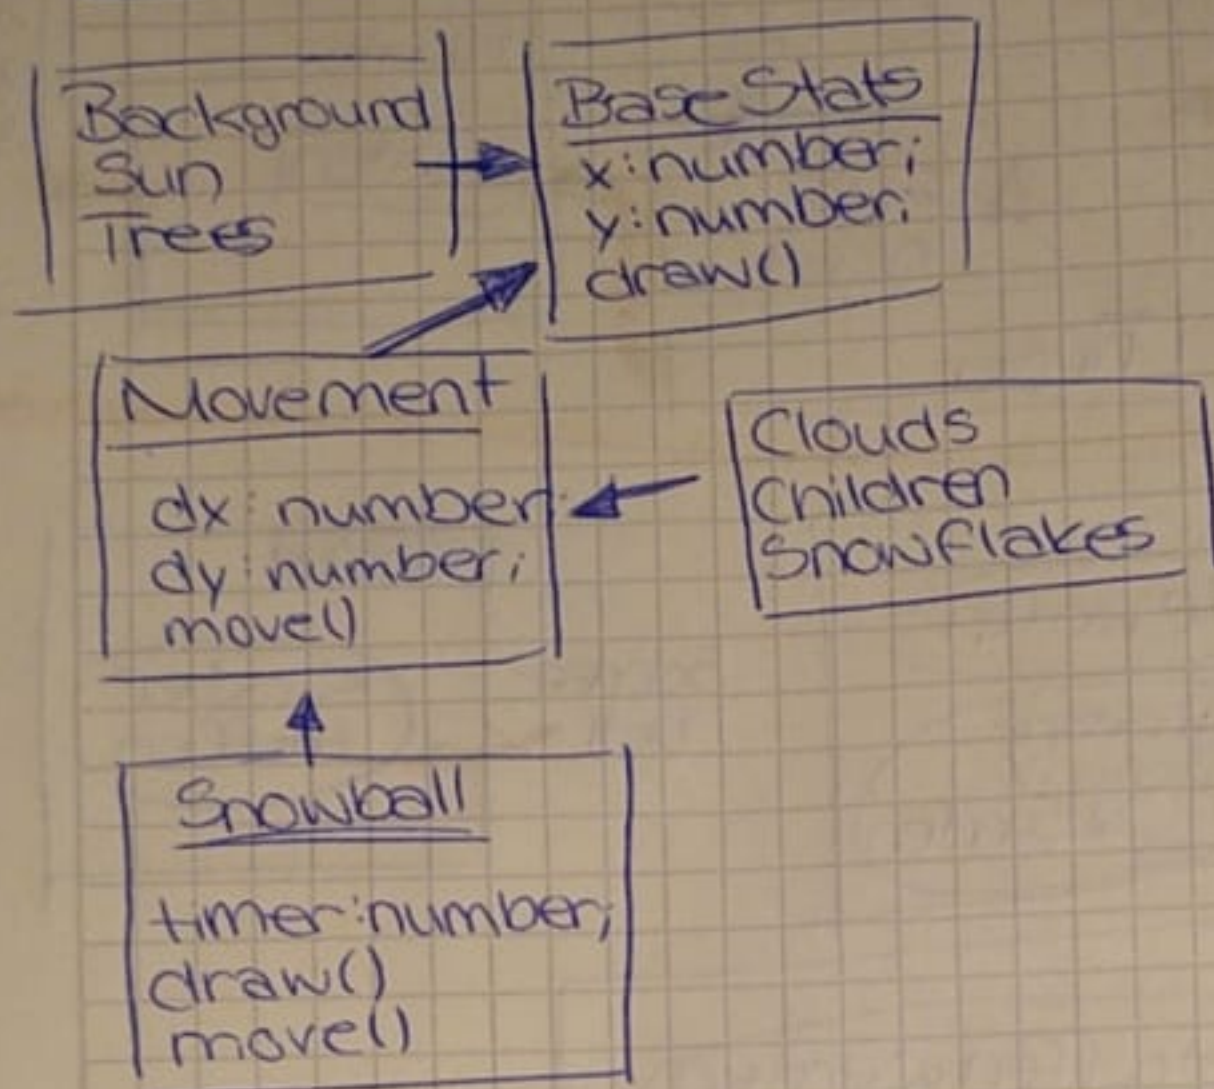 Background
Sun
Trees
BaseStats
x:number;
y:number;
draw()
Movement
dx:number;
dy:number;
move()
Clouds
Children
Snowflakes
Snowball
timer:number;
draw()
move()